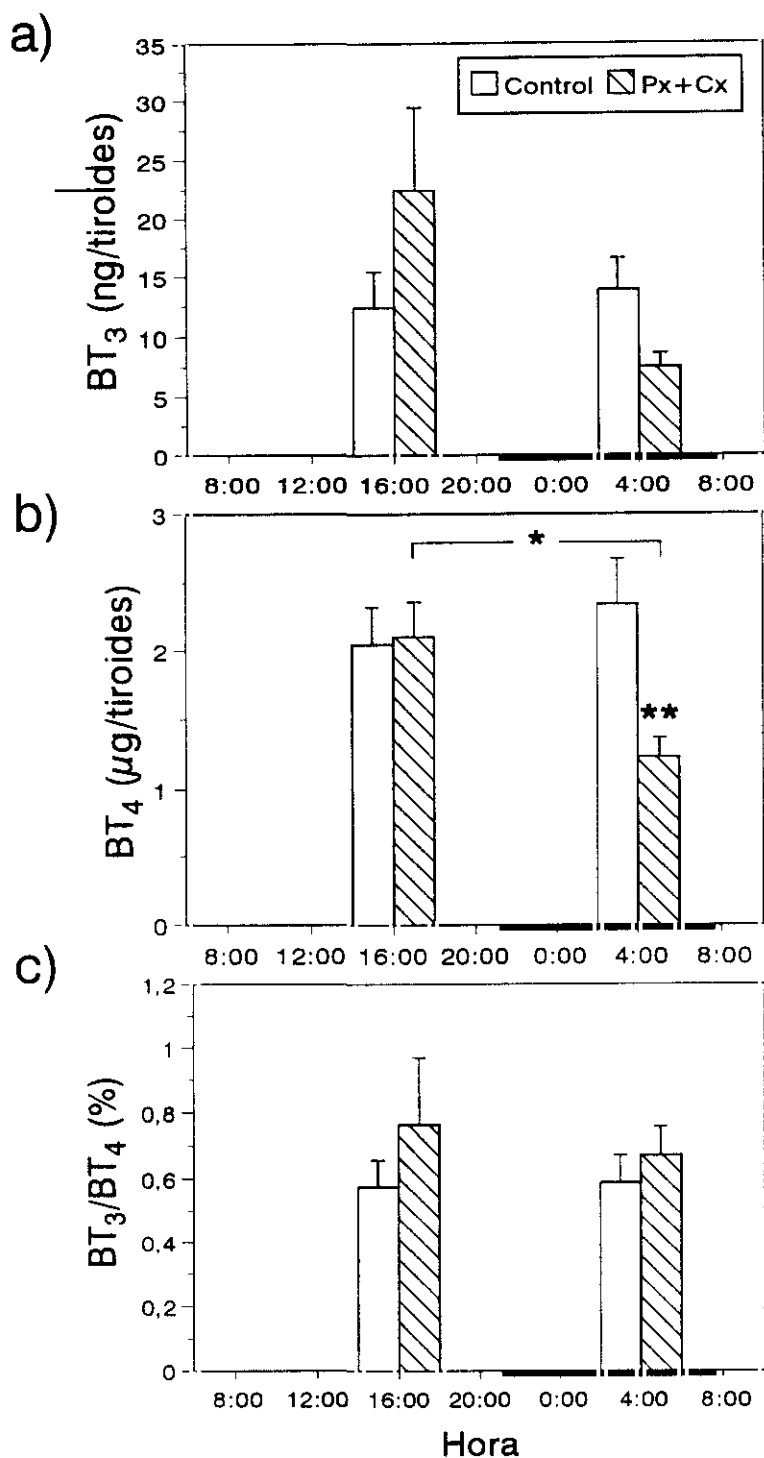 a)
BT3 (ng/tiroides)
35
30
25
20
15
10
5
0
Control Px+Cx
8:00 12:00 16:00 20:00 0:00 4:00 8:00
b)
BT4 (µg/tiroides)
3
2
1
0
*
**
8:00 12:00 16:00 20:00 0:00 4:00 8:00
c)
BT3/BT4 (%)
1,2
1
0,8
0,6
0,4
0,2
0
8:00 12:00 16:00 20:00 0:00 4:00 8:00
Hora